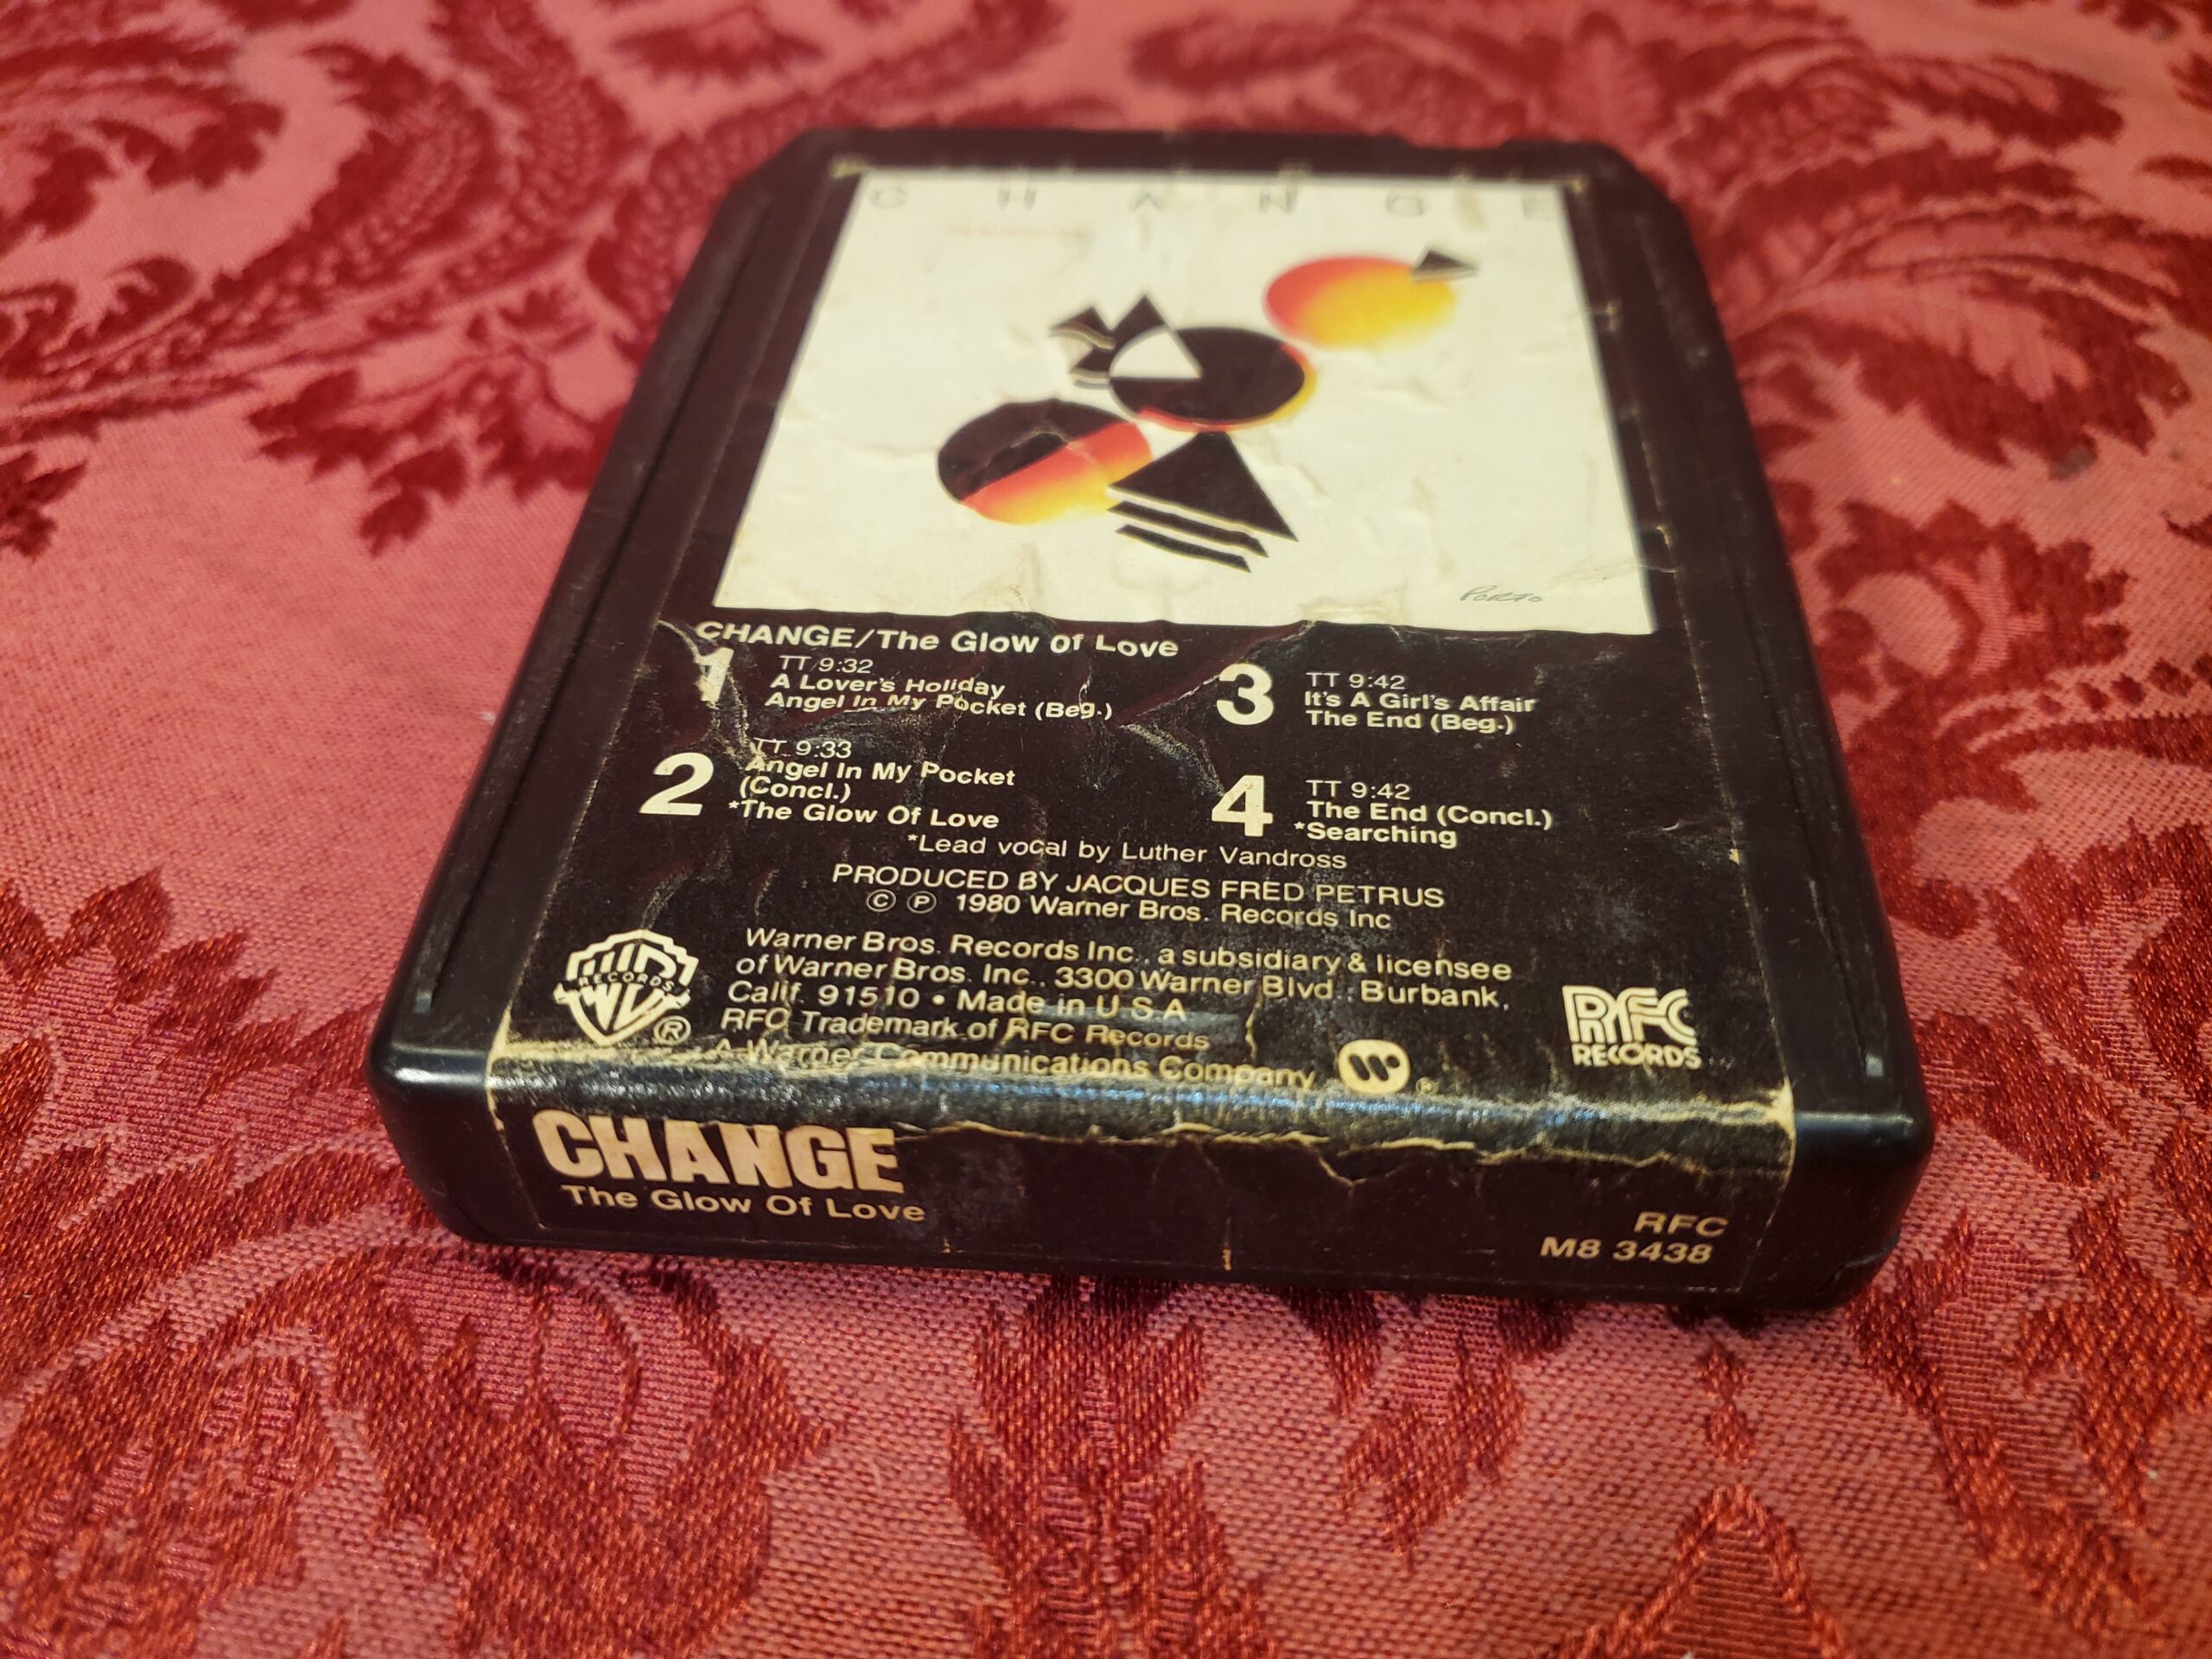 CHANGE
Porto
CHANGE/The Glow Of Love
1
TT 9:32
A Lover's Holiday
Angel In My Pocket (Beg.)
2
TT 9:33
Angel In My Pocket
(Concl.)
*The Glow Of Love
3
TT 9:42
It's A Girl's Affair
The End (Beg.)
4
TT 9:42
The End (Concl.)
*Searching
*Lead vocal by Luther Vandross
PRODUCED BY JACQUES FRED PETRUS
© ℗ 1980 Warner Bros. Records Inc
Warner Bros. Records Inc., a subsidiary & licensee
of Warner Bros. Inc., 3300 Warner Blvd., Burbank,
Calif. 91510 • Made in U.S.A.
RFC Trademark of RFC Records
A Warner Communications Company
WB RECORDS ®
RFC
RECORDS
CHANGE
The Glow Of Love
RFC
M8 3438